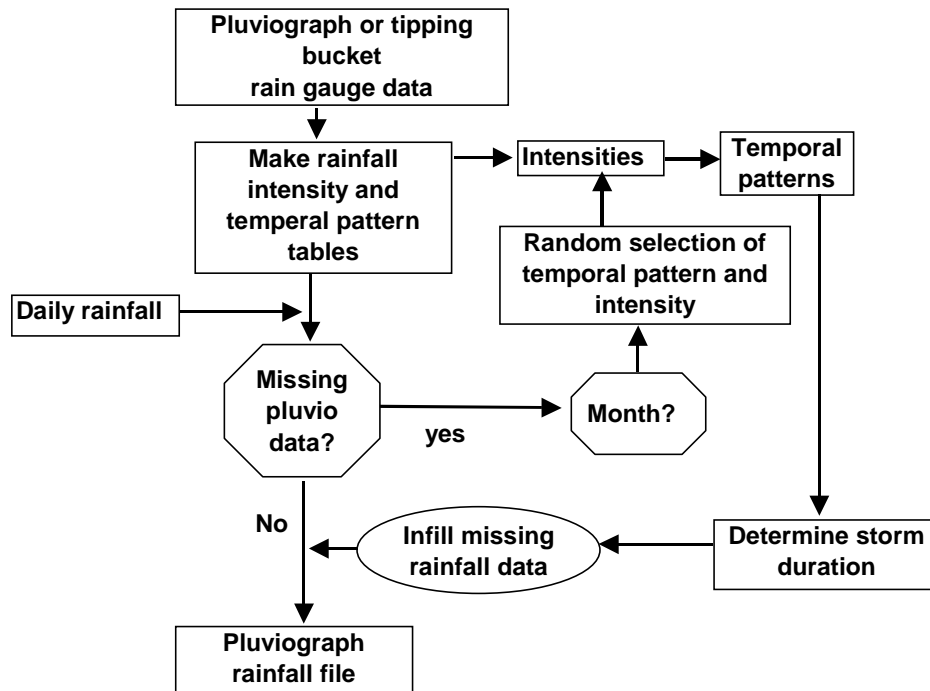 Pluviograph or tipping
bucket
rain gauge data
Make rainfall
intensity and
temperal pattern
tables
Intensities
Temporal
patterns
Random selection of
temporal pattern and
intensity
Daily rainfall
Missing
pluvio
data?
yes
Month?
No
Infill missing
rainfall data
Determine storm
duration
Pluviograph
rainfall file